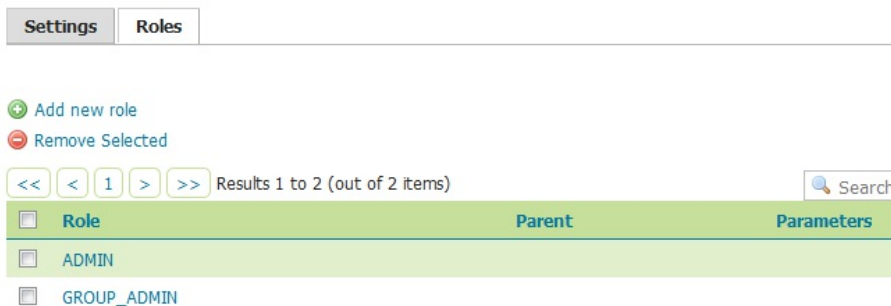 Settings Roles
Add new role
Remove Selected
<< < 1 > >> Results 1 to 2 (out of 2 items) Search
Role Parent Parameters
ADMIN
GROUP_ADMIN